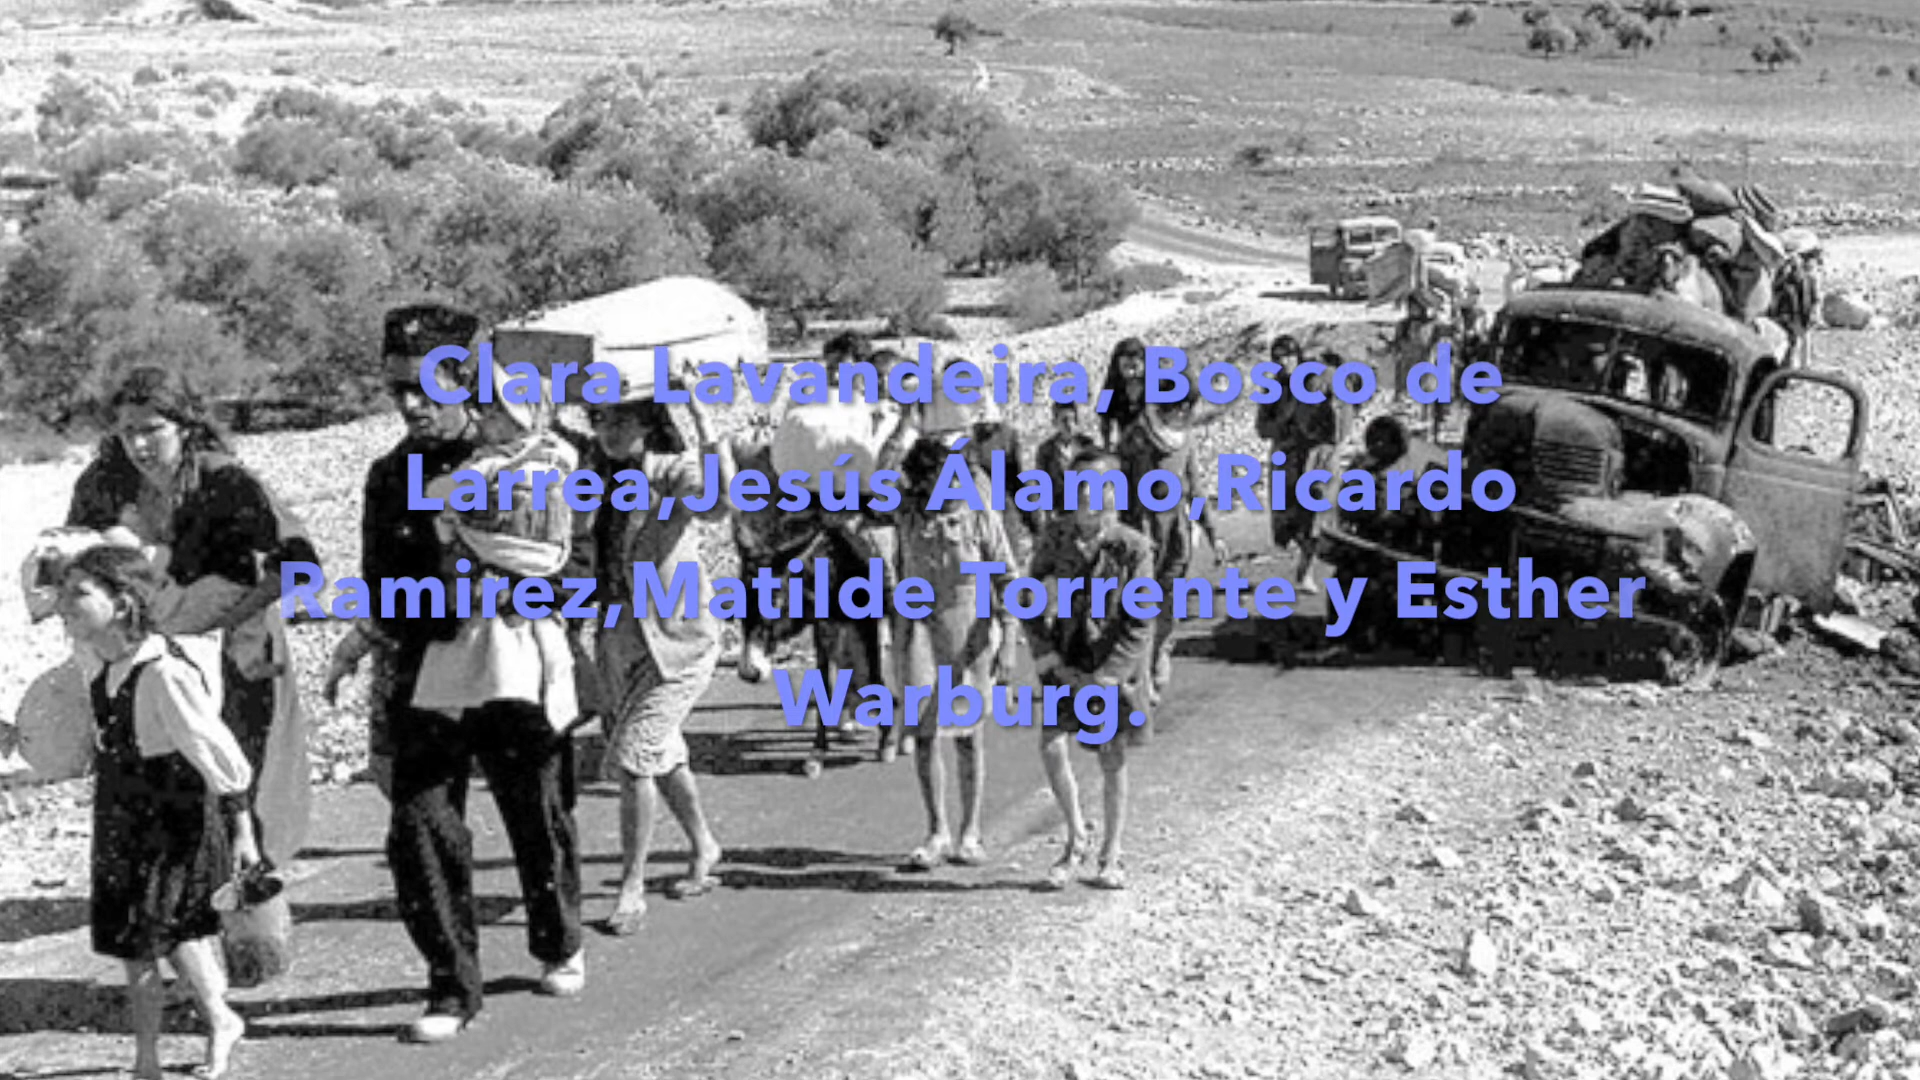 Clara Lavandeira, Bosco de
Larrea,Jesús Álamo,Ricardo
Ramirez,Matilde Torrente y Esther
Warburg.